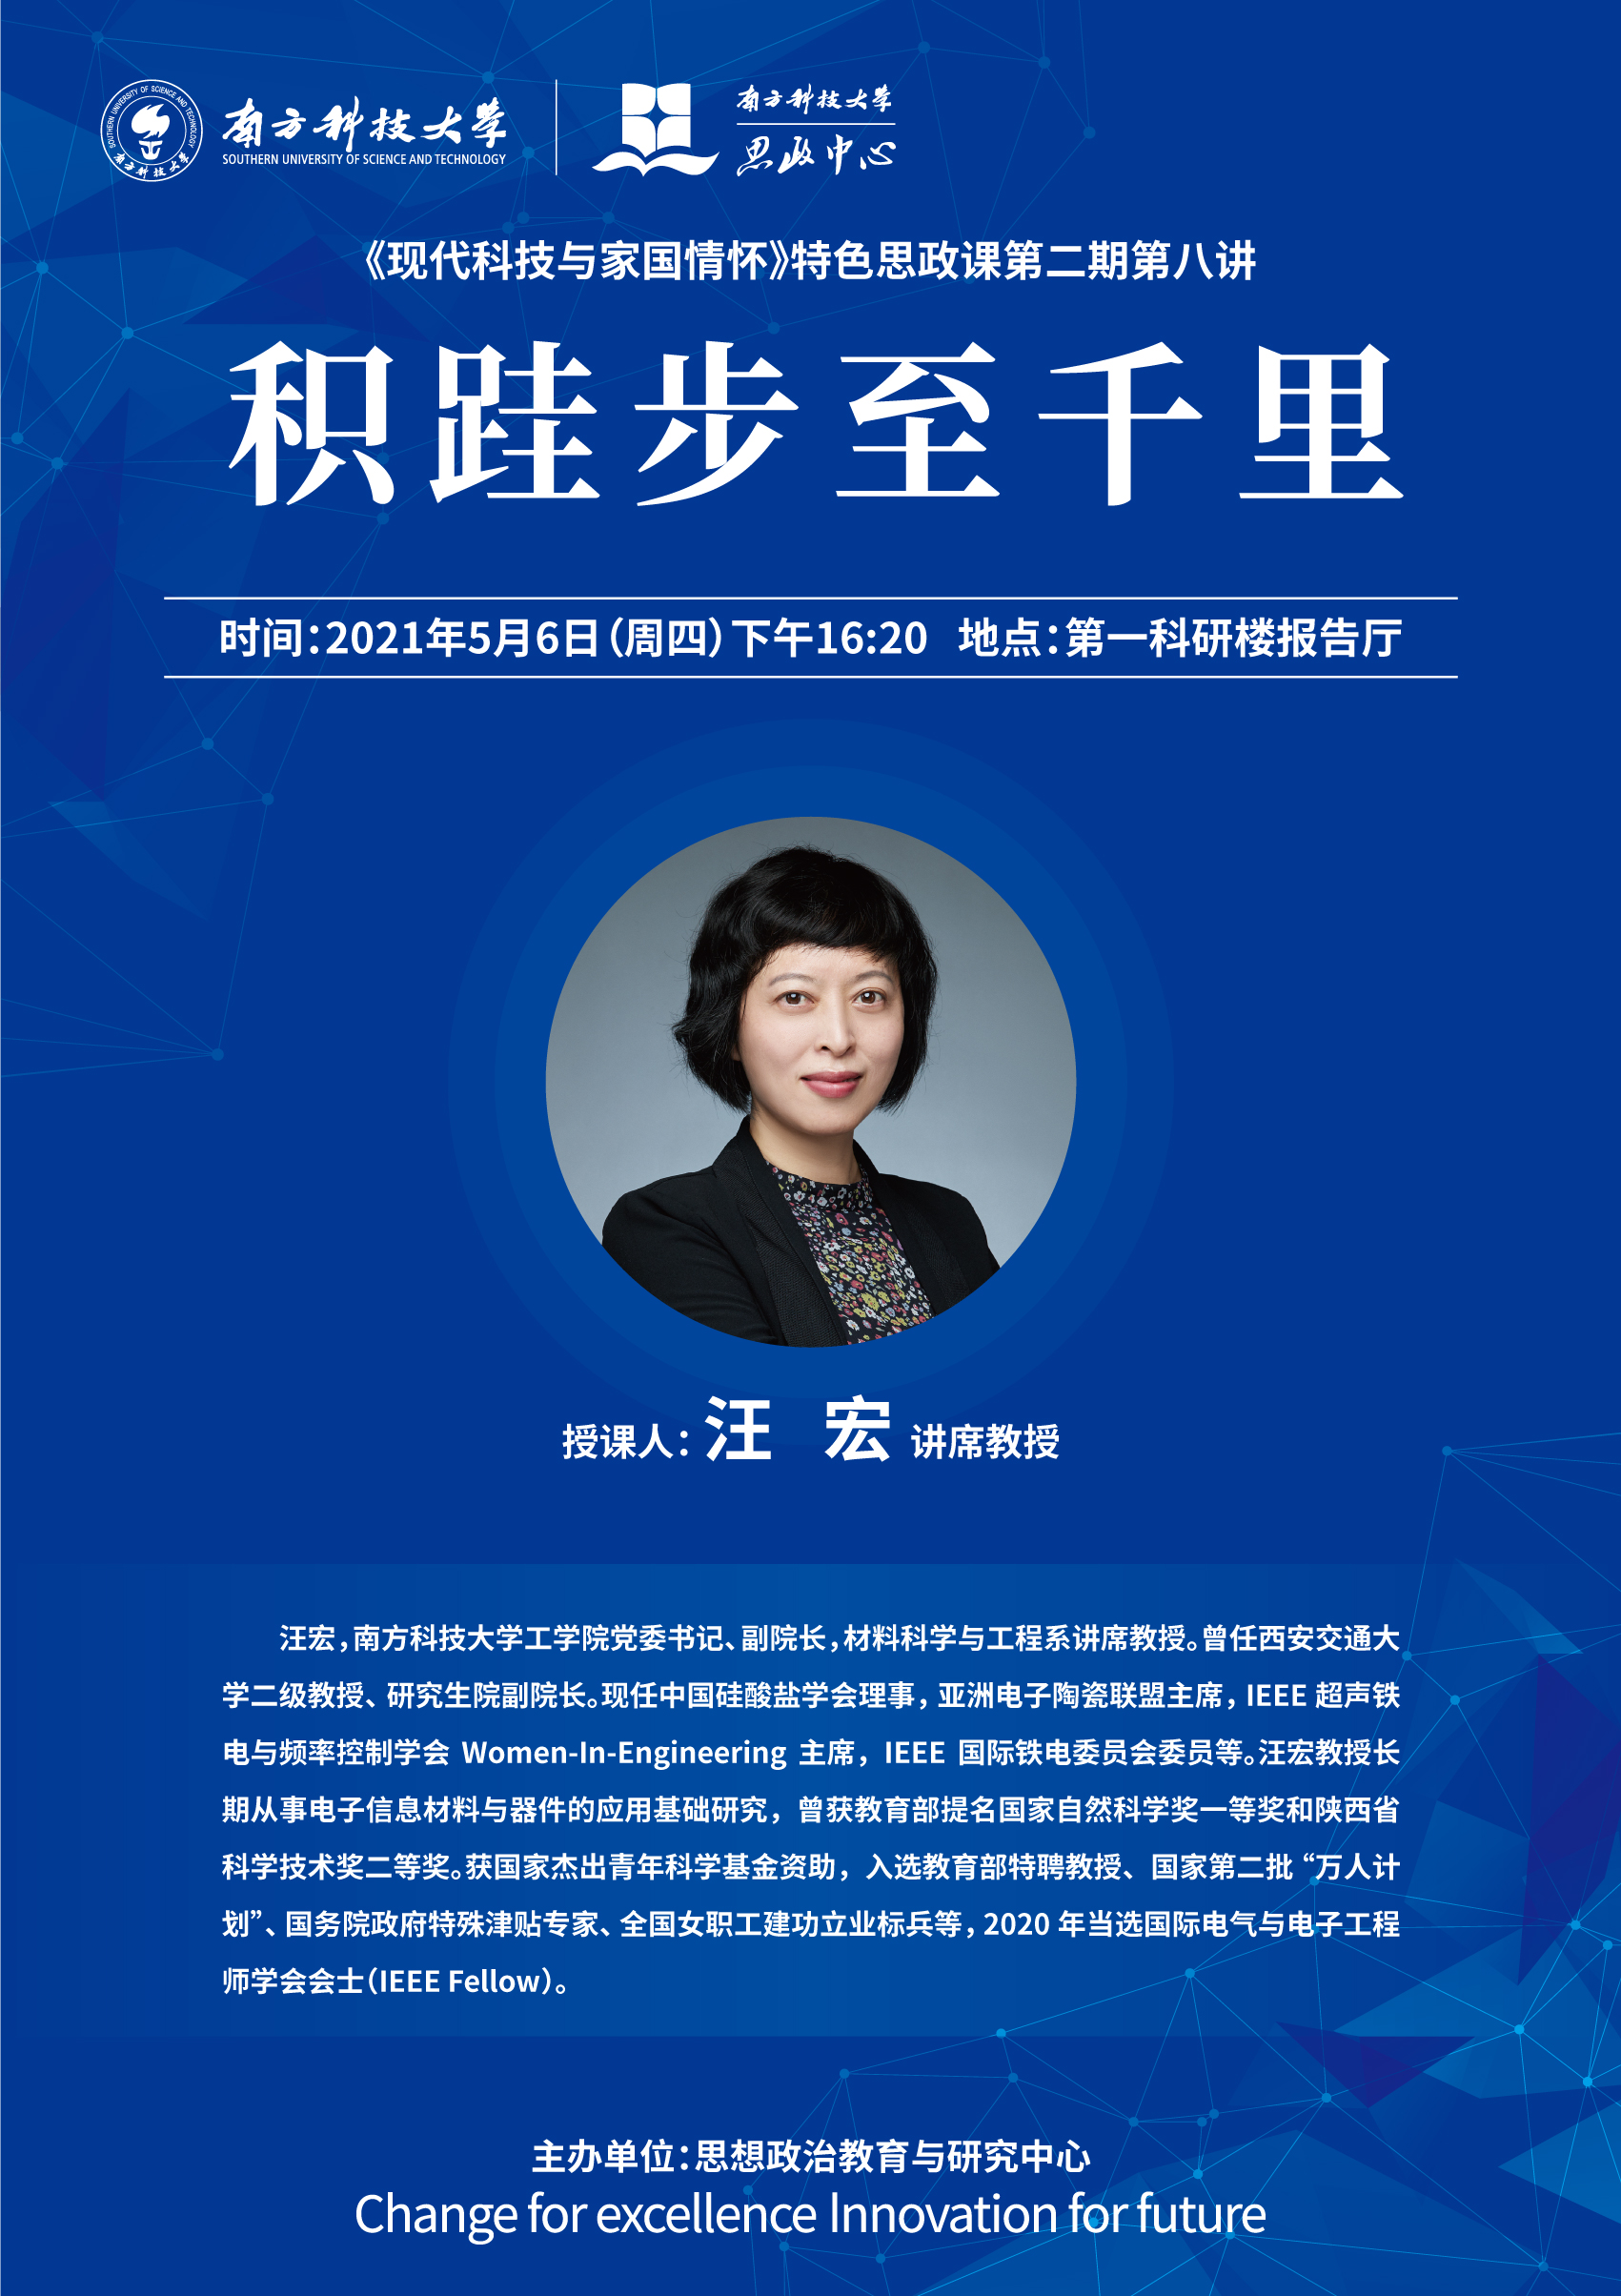 SOUTHERN UNIVERSITY OF SCIENCE AND TECHNOLOGY
南方科技大学
南方科技大学
SOUTHERN UNIVERSITY OF SCIENCE AND TECHNOLOGY
南方科技大学
思政中心
《现代科技与家国情怀》特色思政课第二期第八讲
积跬步至千里
时间：2021年5月6日（周四）下午16:20 地点：第一科研楼报告厅
授课人：汪 宏 讲席教授
汪宏，南方科技大学工学院党委书记、副院长，材料科学与工程系讲席教授。曾任西安交通大
学二级教授、研究生院副院长。现任中国硅酸盐学会理事，亚洲电子陶瓷联盟主席，IEEE 超声铁
电与频率控制学会 Women-In-Engineering 主席，IEEE 国际铁电委员会委员等。汪宏教授长
期从事电子信息材料与器件的应用基础研究，曾获教育部提名国家自然科学奖一等奖和陕西省
科学技术奖二等奖。获国家杰出青年科学基金资助，入选教育部特聘教授、国家第二批“万人计
划”、国务院政府特殊津贴专家、全国女职工建功立业标兵等，2020 年当选国际电气与电子工程
师学会会士（IEEE Fellow）。
主办单位：思想政治教育与研究中心
Change for excellence Innovation for future